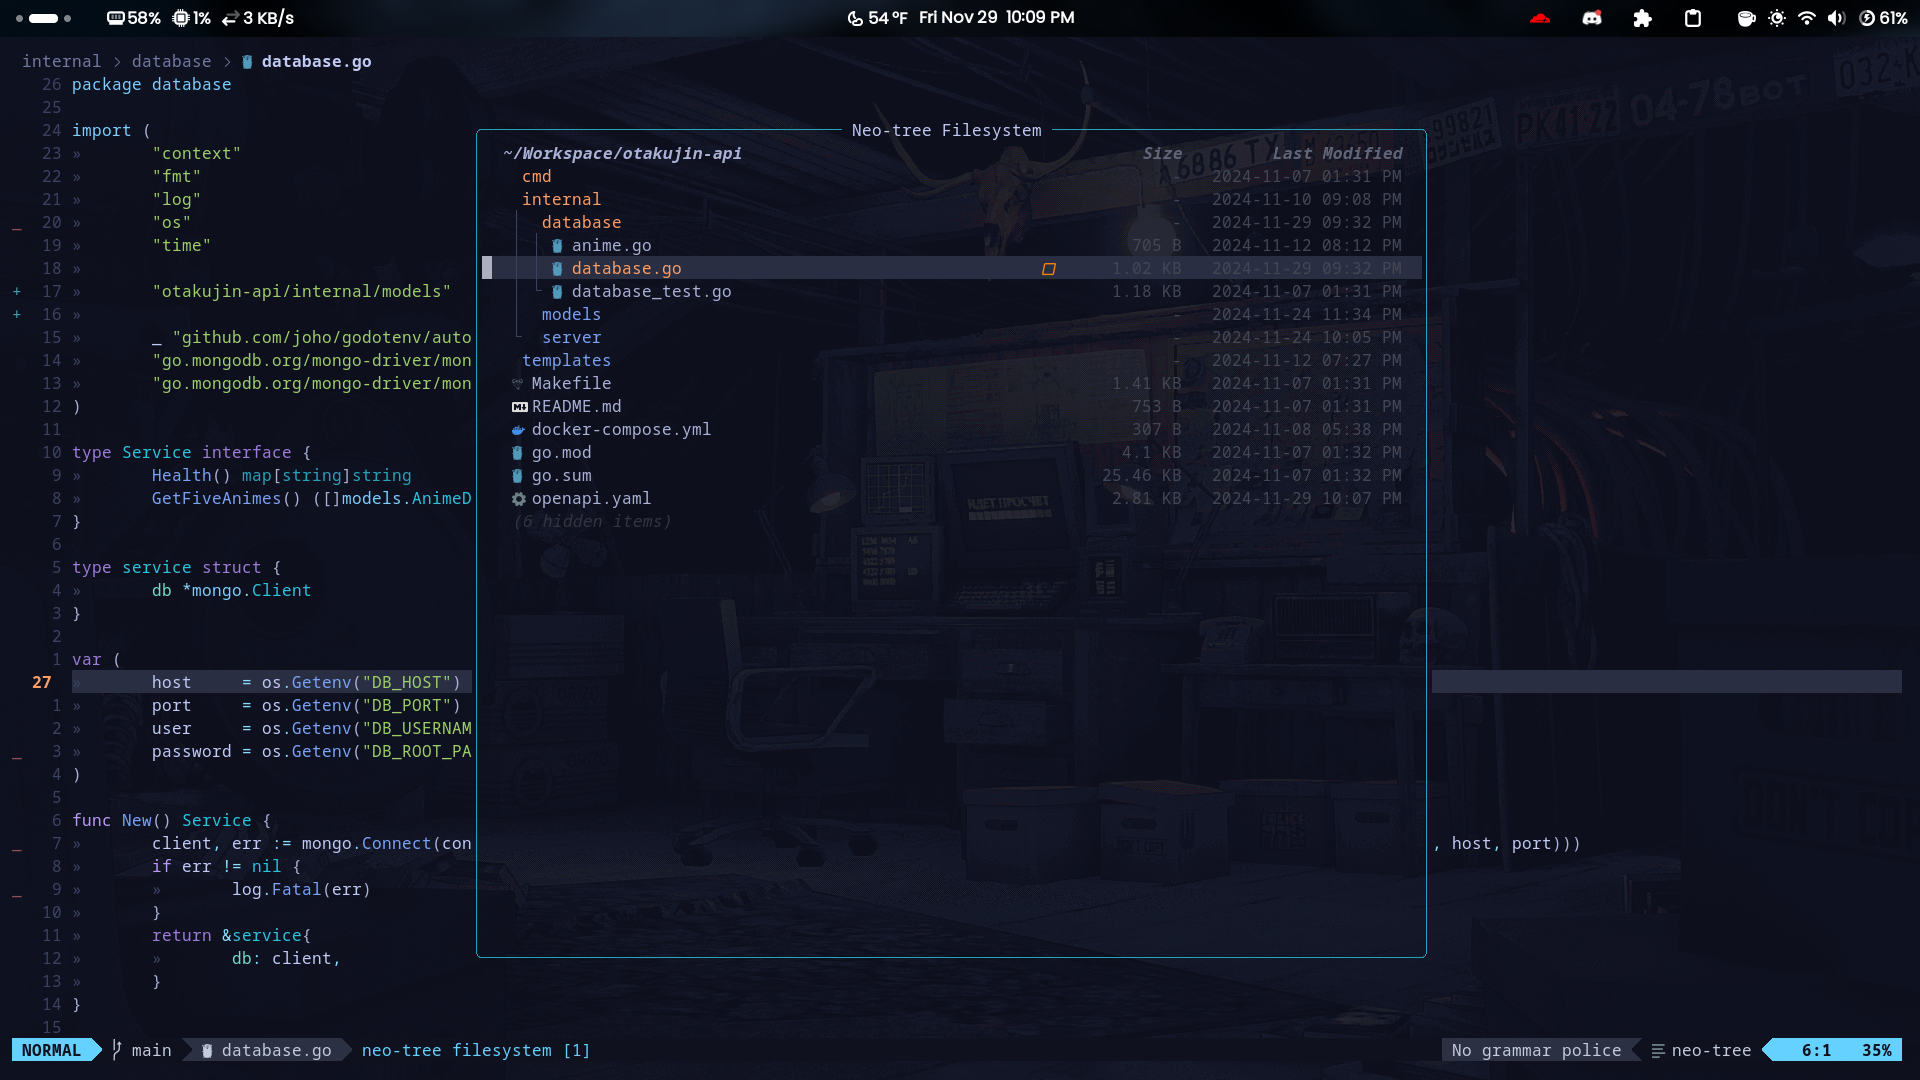 58% 1% 3 KB/s 54 °F Fri Nov 29 10:09 PM 61%
internal > database > database.go
26 package database
25
24 import (
23 » "context"
22 » "fmt"
21 » "log"
20 » "os"
19 » "time"
18 »
17 » "otakujin-api/internal/models"
16 »
15 » _ "github.com/joho/godotenv/auto
14 » "go.mongodb.org/mongo-driver/mon
13 » "go.mongodb.org/mongo-driver/mon
12 )
11
10 type Service interface {
9 » Health() map[string]string
8 » GetFiveAnimes() ([]models.AnimeD
7 }
6
5 type service struct {
4 » db *mongo.Client
3 }
2
1 var (
27 » host = os.Getenv("DB_HOST")
1 » port = os.Getenv("DB_PORT")
2 » user = os.Getenv("DB_USERNAM
3 » password = os.Getenv("DB_ROOT_PA
4 )
5
6 func New() Service {
7 » client, err := mongo.Connect(con , host, port)))
8 » if err != nil {
9 » » log.Fatal(err)
10 » }
11 » return &service{
12 » » db: client,
13 » }
14 }
15
Neo-tree Filesystem
~/Workspace/otakujin-api Size Last Modified
cmd - 2024-11-07 01:31 PM
internal - 2024-11-10 09:08 PM
database - 2024-11-29 09:32 PM
anime.go 705 B 2024-11-12 08:12 PM
database.go 1.02 KB 2024-11-29 09:32 PM
database_test.go 1.18 KB 2024-11-07 01:31 PM
models - 2024-11-24 11:34 PM
server - 2024-11-24 10:05 PM
templates - 2024-11-12 07:27 PM
Makefile 1.41 KB 2024-11-07 01:31 PM
README.md 753 B 2024-11-07 01:31 PM
docker-compose.yml 307 B 2024-11-08 05:38 PM
go.mod 4.1 KB 2024-11-07 01:32 PM
go.sum 25.46 KB 2024-11-07 01:32 PM
openapi.yaml 2.81 KB 2024-11-29 10:07 PM
(6 hidden items)
032-K
04-78BOT
PK41-22
99821
6886 TX
ИДЕТ ПРОСЧЕТ
NORMAL main database.go neo-tree filesystem [1] No grammar police neo-tree 6:1 35%